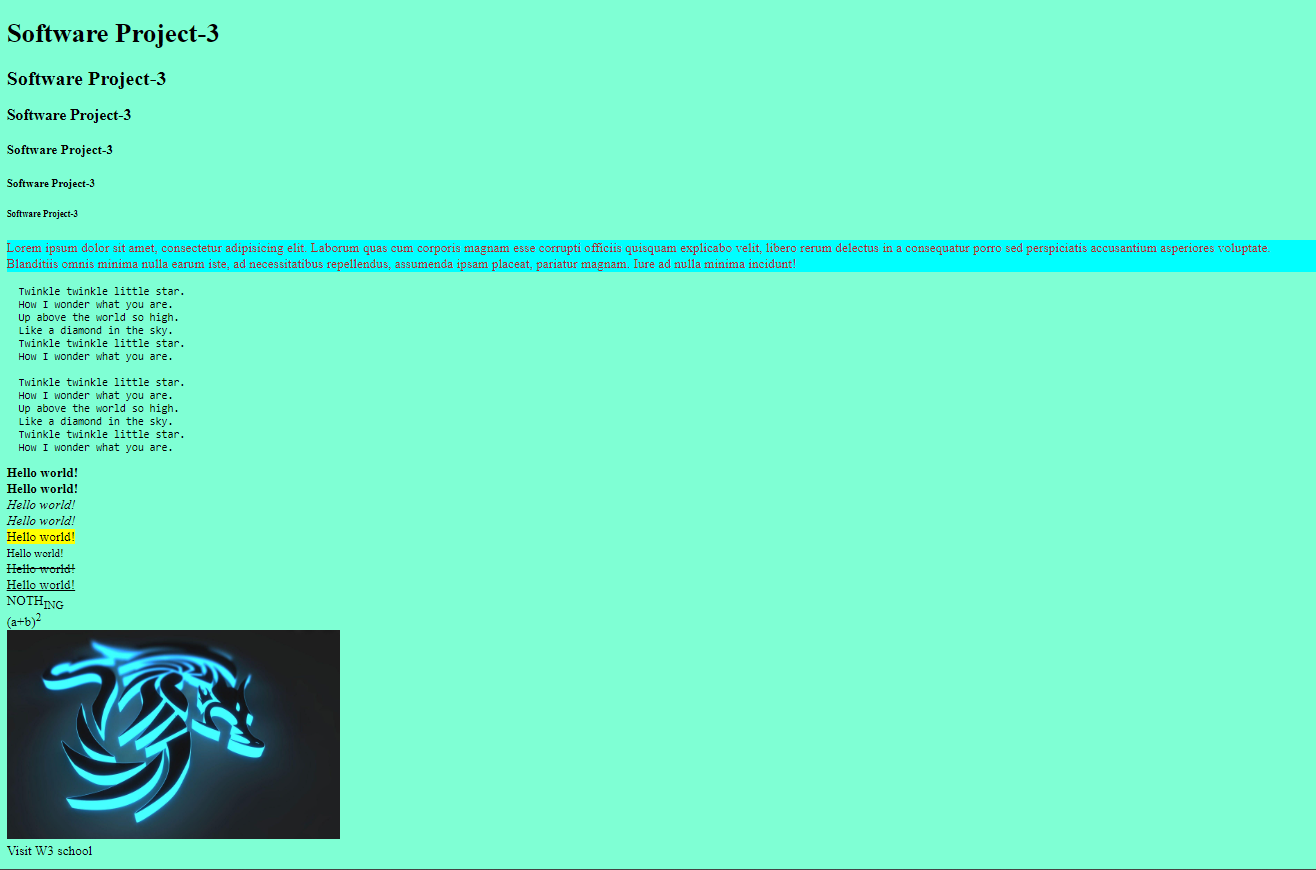 Software Project-3
Software Project-3
Software Project-3
Software Project-3
Software Project-3
Software Project-3
Lorem ipsum dolor sit amet, consectetur adipisicing elit. Laborum quas cum corporis magnam esse corrupti officiis quisquam explicabo velit, libero rerum delectus in a consequatur porro sed perspiciatis accusantium asperiores voluptate.
Blanditiis omnis minima nulla earum iste, ad necessitatibus repellendus, assumenda ipsam placeat, pariatur magnam. Iure ad nulla minima incidunt!
Twinkle twinkle little star.
How I wonder what you are.
Up above the world so high.
Like a diamond in the sky.
Twinkle twinkle little star.
How I wonder what you are.
Twinkle twinkle little star.
How I wonder what you are.
Up above the world so high.
Like a diamond in the sky.
Twinkle twinkle little star.
How I wonder what you are.
Hello world!
Hello world!
Hello world!
Hello world!
Hello world!
Hello world!
Hello world!
Hello world!
NOTHING
(a+b)²
Visit W3 school